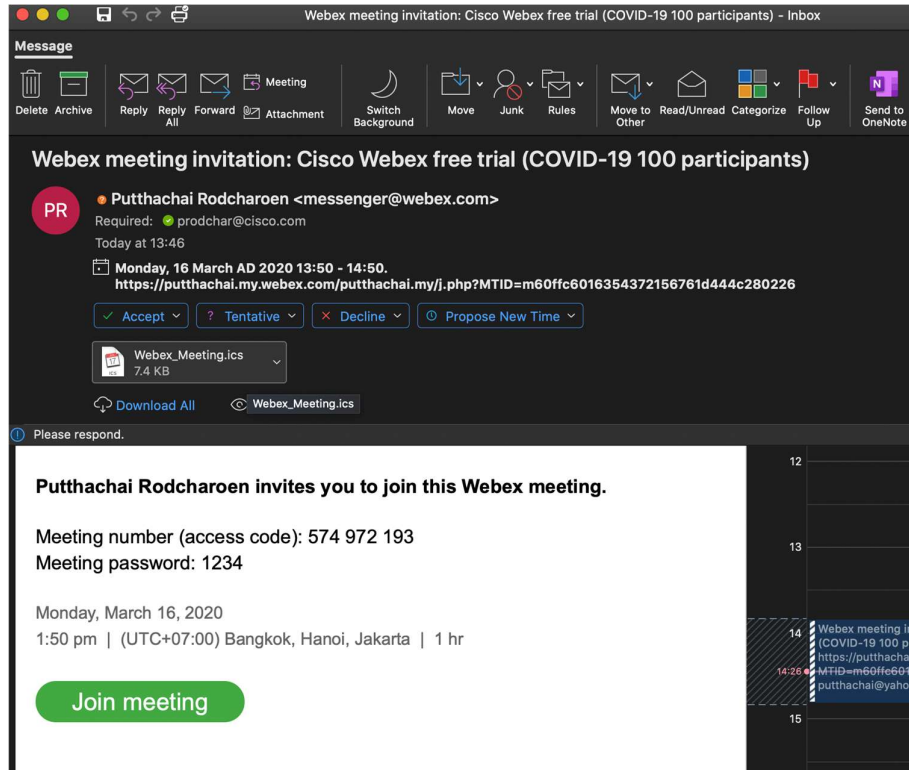 Webex meeting invitation: Cisco Webex free trial (COVID-19 100 participants) - Inbox
Message
Delete Archive Reply Reply All Forward Meeting Attachment Switch Background Move Junk Rules Move to Other Read/Unread Categorize Follow Up Send to OneNote
Webex meeting invitation: Cisco Webex free trial (COVID-19 100 participants)
PR
Putthachai Rodcharoen <messenger@webex.com>
Required: prodchar@cisco.com
Today at 13:46
Monday, 16 March AD 2020 13:50 - 14:50.
https://putthachai.my.webex.com/putthachai.my/j.php?MTID=m60ffc6016354372156761d444c280226
Accept ? Tentative Decline Propose New Time
Webex_Meeting.ics
7.4 KB
Download All Webex_Meeting.ics
Please respond.
Putthachai Rodcharoen invites you to join this Webex meeting.
Meeting number (access code): 574 972 193
Meeting password: 1234
Monday, March 16, 2020
1:50 pm | (UTC+07:00) Bangkok, Hanoi, Jakarta | 1 hr
Join meeting
12
13
14
Webex meeting in
(COVID-19 100 p
https://putthacha
14:26 MTID=m60ffc601
putthachai@yaho
15